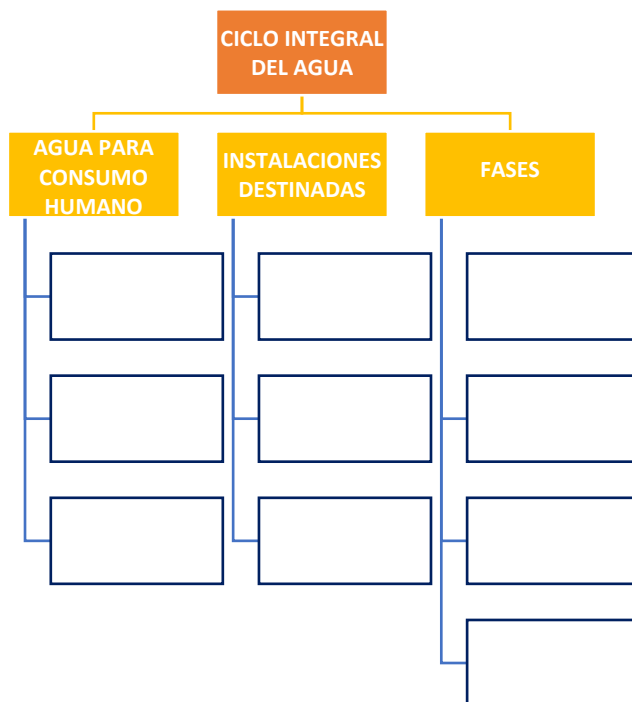 CICLO INTEGRAL
DEL AGUA
AGUA PARA
CONSUMO
HUMANO
INSTALACIONES
DESTINADAS
FASES